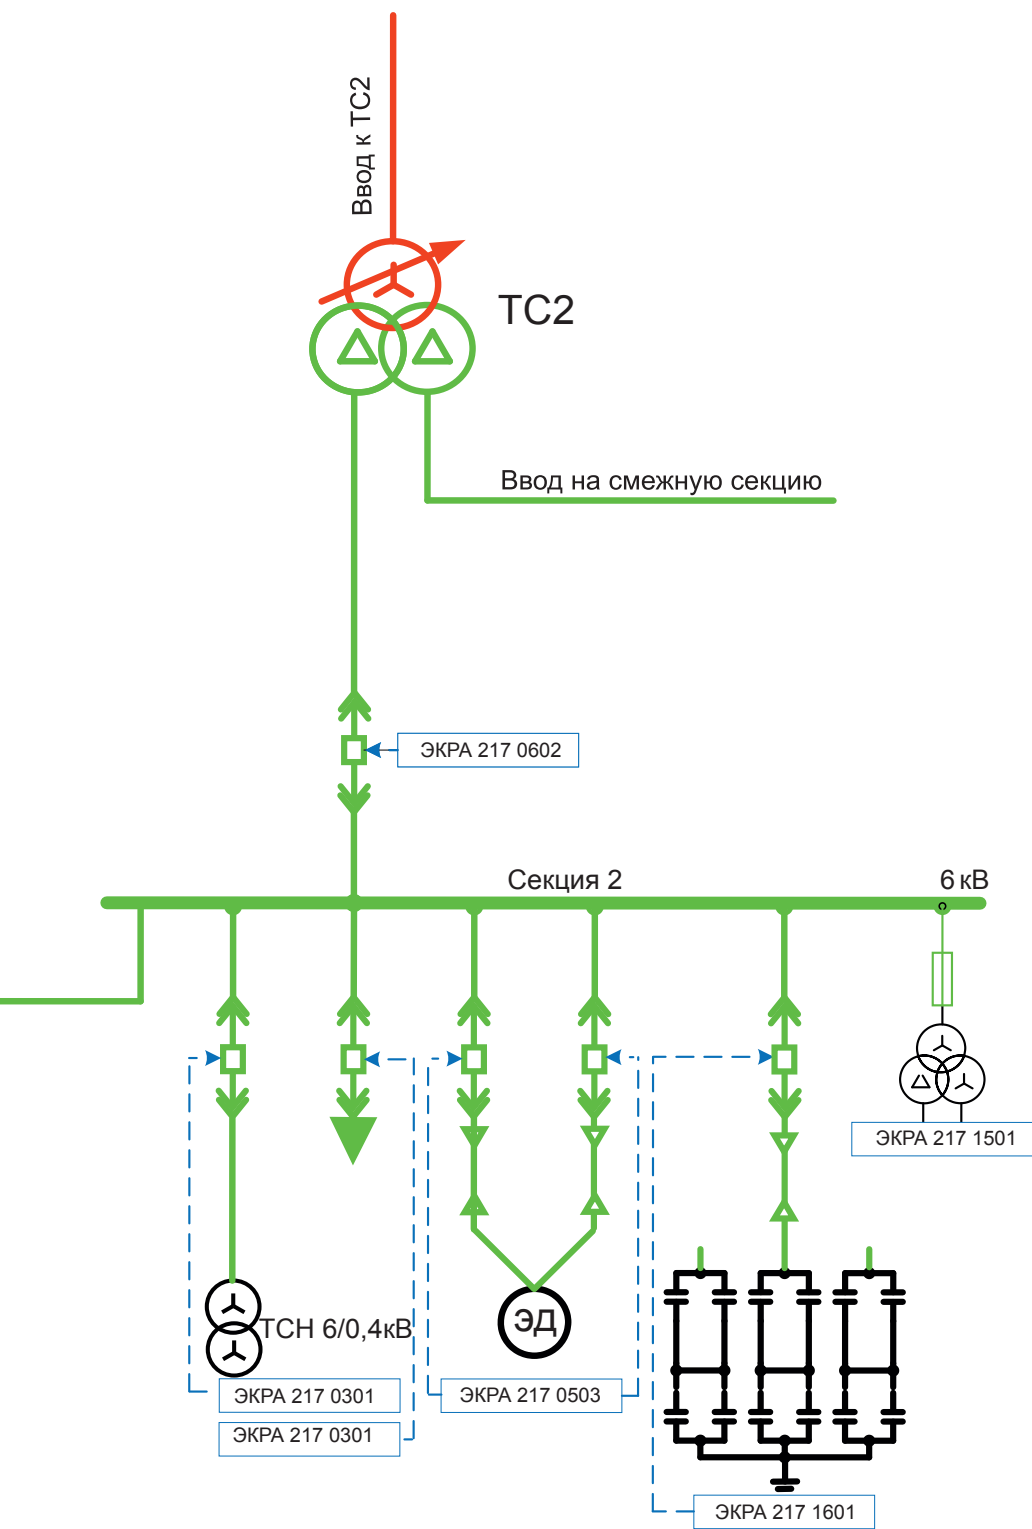 Ввод к ТС2
ТС2
Ввод на смежную секцию
ЭКРА 217 0602
Секция 2
6 кВ
ЭКРА 217 1501
ТСН 6/0,4кВ
ЭД
ЭКРА 217 0301
ЭКРА 217 0503
ЭКРА 217 0301
ЭКРА 217 1601